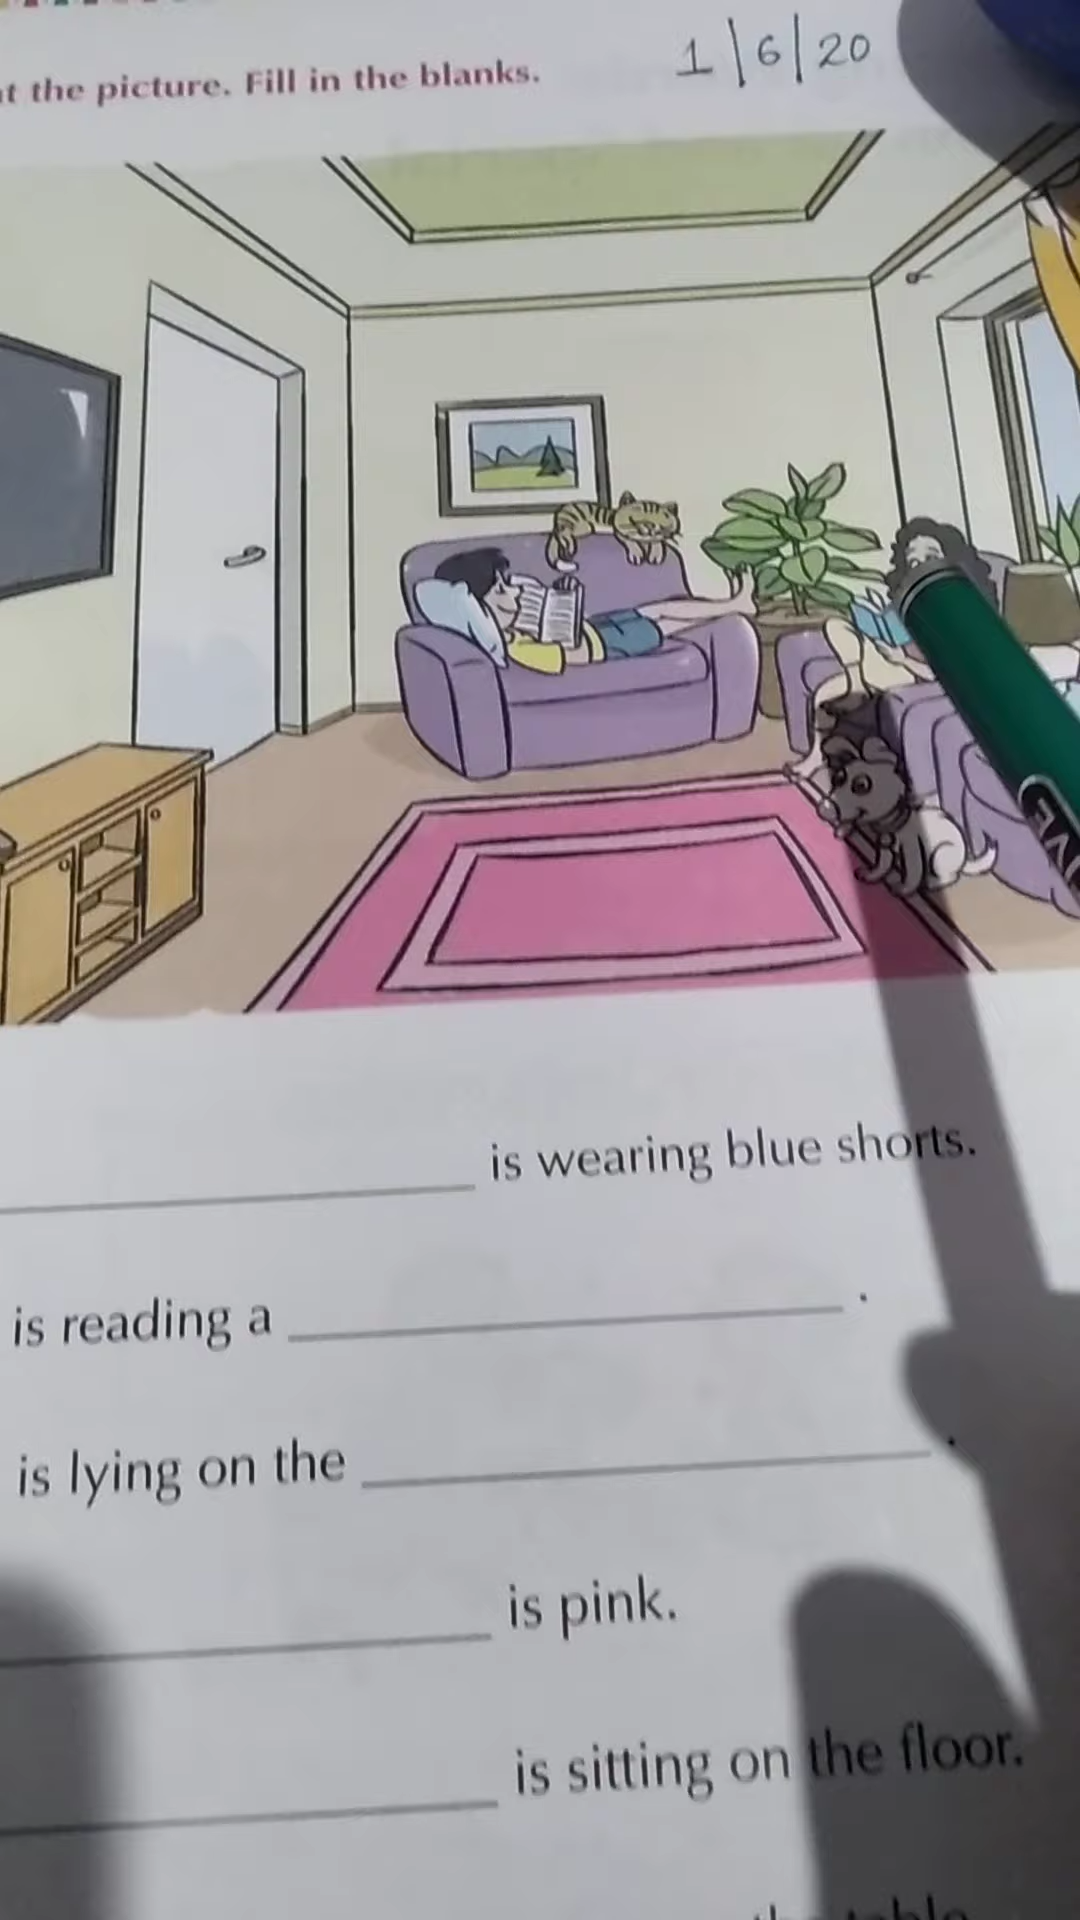 t the picture. Fill in the blanks.
1|6|20
is wearing blue shorts.
is reading a .
is lying on the .
is pink.
is sitting on the floor.
table